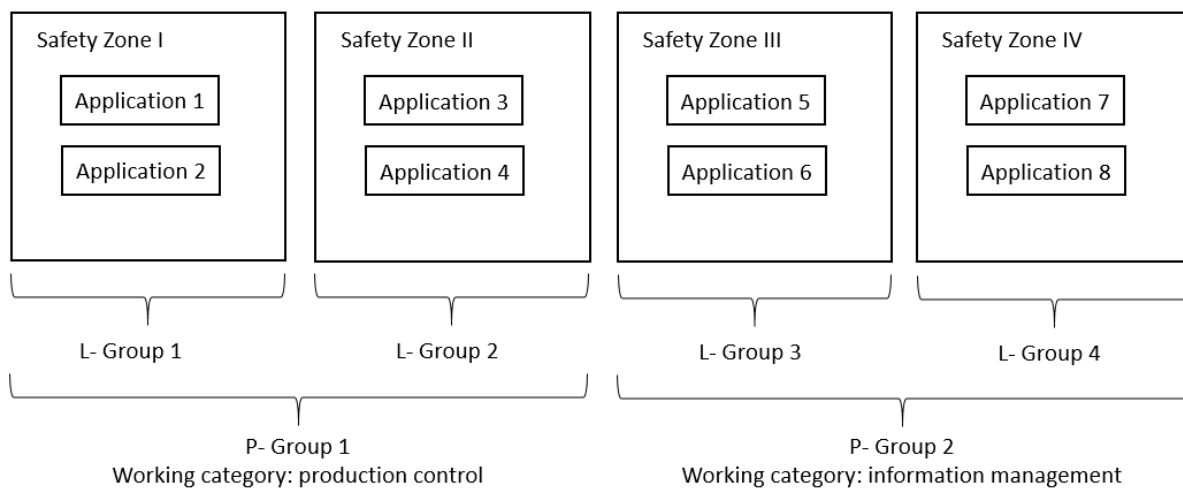 Safety Zone I
Application 1
Application 2
Safety Zone II
Application 3
Application 4
Safety Zone III
Application 5
Application 6
Safety Zone IV
Application 7
Application 8
L- Group 1
L- Group 2
L- Group 3
L- Group 4
P- Group 1
Working category: production control
P- Group 2
Working category: information management